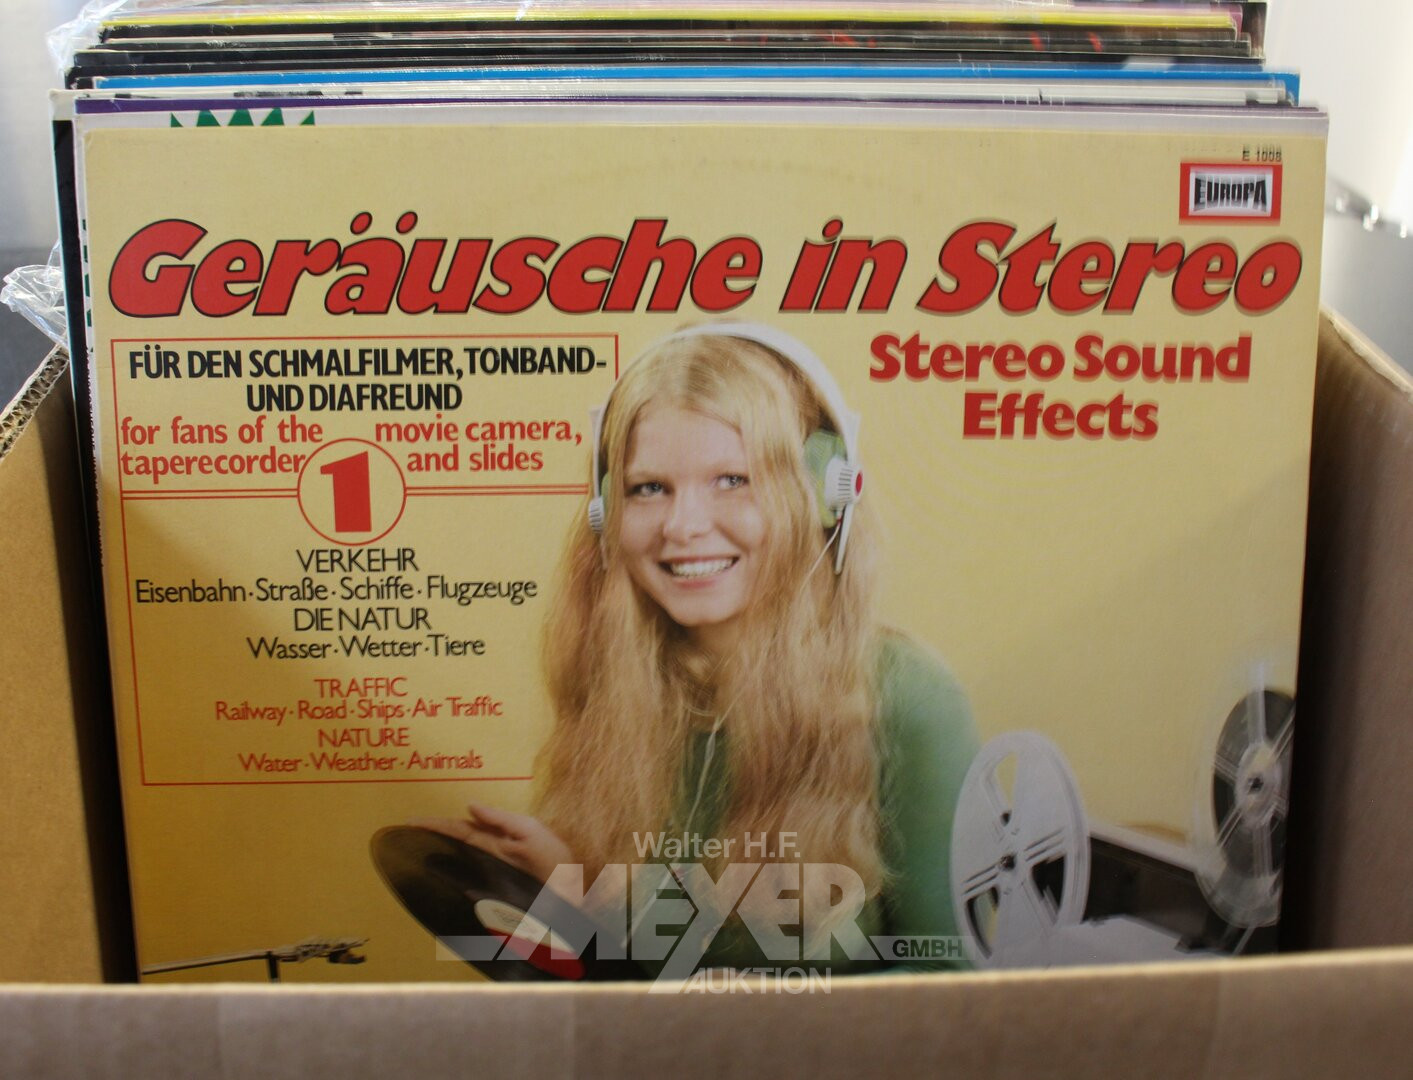 E 1008
EUROPA
Geräusche in Stereo
Stereo Sound
Effects
FÜR DEN SCHMALFILMER, TONBAND-
UND DIAFREUND
for fans of the movie camera,
taperecorder and slides
1
VERKEHR
Eisenbahn·Straße·Schiffe·Flugzeuge
DIE NATUR
Wasser·Wetter·Tiere
TRAFFIC
Railway·Road·Ships·Air Traffic
NATURE
Water·Weather·Animals
Walter H.F.
MEYER
GMBH
AUKTION